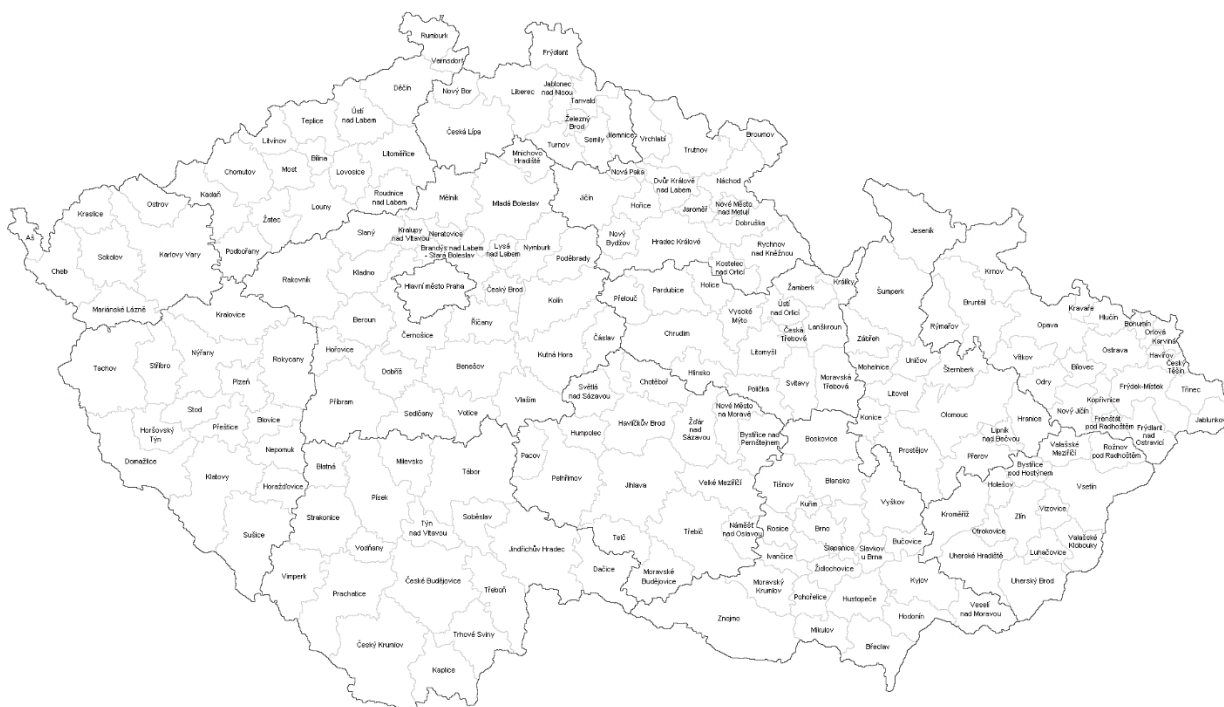 Rumburk
Varnsdorf
Frýdlant
Děčín
Nový Bor
Liberec
Jablonec
nad Nisou
Tanvald
Ústí
nad Labem
Teplice
Železný
Brod
Česká Lípa
Litvínov
Semily
Jilemnice
Vrchlabí
Trutnov
Broumov
Turnov
Bílina
Litoměřice
Mnichovo
Hradiště
Chomutov
Most
Lovosice
Nová Paka
Dvůr Králové
nad Labem
Náchod
Kadaň
Roudnice
nad Labem
Mělník
Mladá Boleslav
Jičín
Hořice
Jaroměř
Nové Město
nad Metují
Ostrov
Kraslice
Louny
Žatec
Dobruška
Aš
Slaný
Kralupy
nad Vltavou
Neratovice
Lysá
nad Labem
Nymburk
Nový
Bydžov
Hradec Králové
Rychnov
nad Kněžnou
Jeseník
Sokolov
Karlovy Vary
Podbořany
Brandýs nad Labem
- Stará Boleslav
Poděbrady
Kostelec
nad Orlicí
Cheb
Rakovník
Kladno
Hlavní město Praha
Český Brod
Kolín
Přelouč
Pardubice
Holice
Žamberk
Králíky
Šumperk
Krnov
Bruntál
Mariánské Lázně
Kralovice
Beroun
Černošice
Říčany
Vysoké
Mýto
Ústí
nad Orlicí
Lanškroun
Rýmařov
Opava
Kravaře
Hlučín
Bohumín
Orlová
Karviná
Čáslav
Chrudim
Česká
Třebová
Zábřeh
Hořovice
Nýřany
Rokycany
Kutná Hora
Litomyšl
Mohelnice
Uničov
Šternberk
Vítkov
Bílovec
Ostrava
Havířov
Český
Těšín
Tachov
Stříbro
Plzeň
Dobříš
Benešov
Hlinsko
Chotěboř
Světlá
nad Sázavou
Polička
Svitavy
Moravská
Třebová
Litovel
Odry
Frýdek-Místek
Třinec
Příbram
Sedlčany
Votice
Vlašim
Kopřivnice
Stod
Přeštice
Blovice
Nové Město
na Moravě
Konice
Olomouc
Hranice
Nový Jičín
Frenštát
pod Radhoštěm
Frýdlant
nad
Ostravicí
Jablunkov
Horšovský
Týn
Havlíčkův Brod
Žďár
nad
Sázavou
Lipník
nad Bečvou
Humpolec
Bystřice nad
Pernštejnem
Boskovice
Domažlice
Nepomuk
Pacov
Prostějov
Přerov
Valašské
Meziříčí
Rožnov
pod Radhoštěm
Blatná
Milevsko
Tábor
Bystřice
pod Hostýnem
Klatovy
Horažďovice
Pelhřimov
Jihlava
Velké Meziříčí
Tišnov
Blansko
Holešov
Vsetín
Písek
Vyškov
Kuřim
Kroměříž
Zlín
Vizovice
Strakonice
Týn
nad Vltavou
Soběslav
Třebíč
Náměšť
nad Oslavou
Rosice
Brno
Otrokovice
Valašské
Klobouky
Sušice
Telč
Vodňany
Jindřichův Hradec
Ivančice
Šlapanice
Slavkov
u Brna
Bučovice
Uherské Hradiště
Luhačovice
Židlochovice
Vimperk
Dačice
Moravské
Budějovice
Prachatice
České Budějovice
Třeboň
Moravský
Krumlov
Pohořelice
Hustopeče
Kyjov
Uherský Brod
Veselí
nad Moravou
Znojmo
Hodonín
Trhové Sviny
Mikulov
Český Krumlov
Břeclav
Kaplice